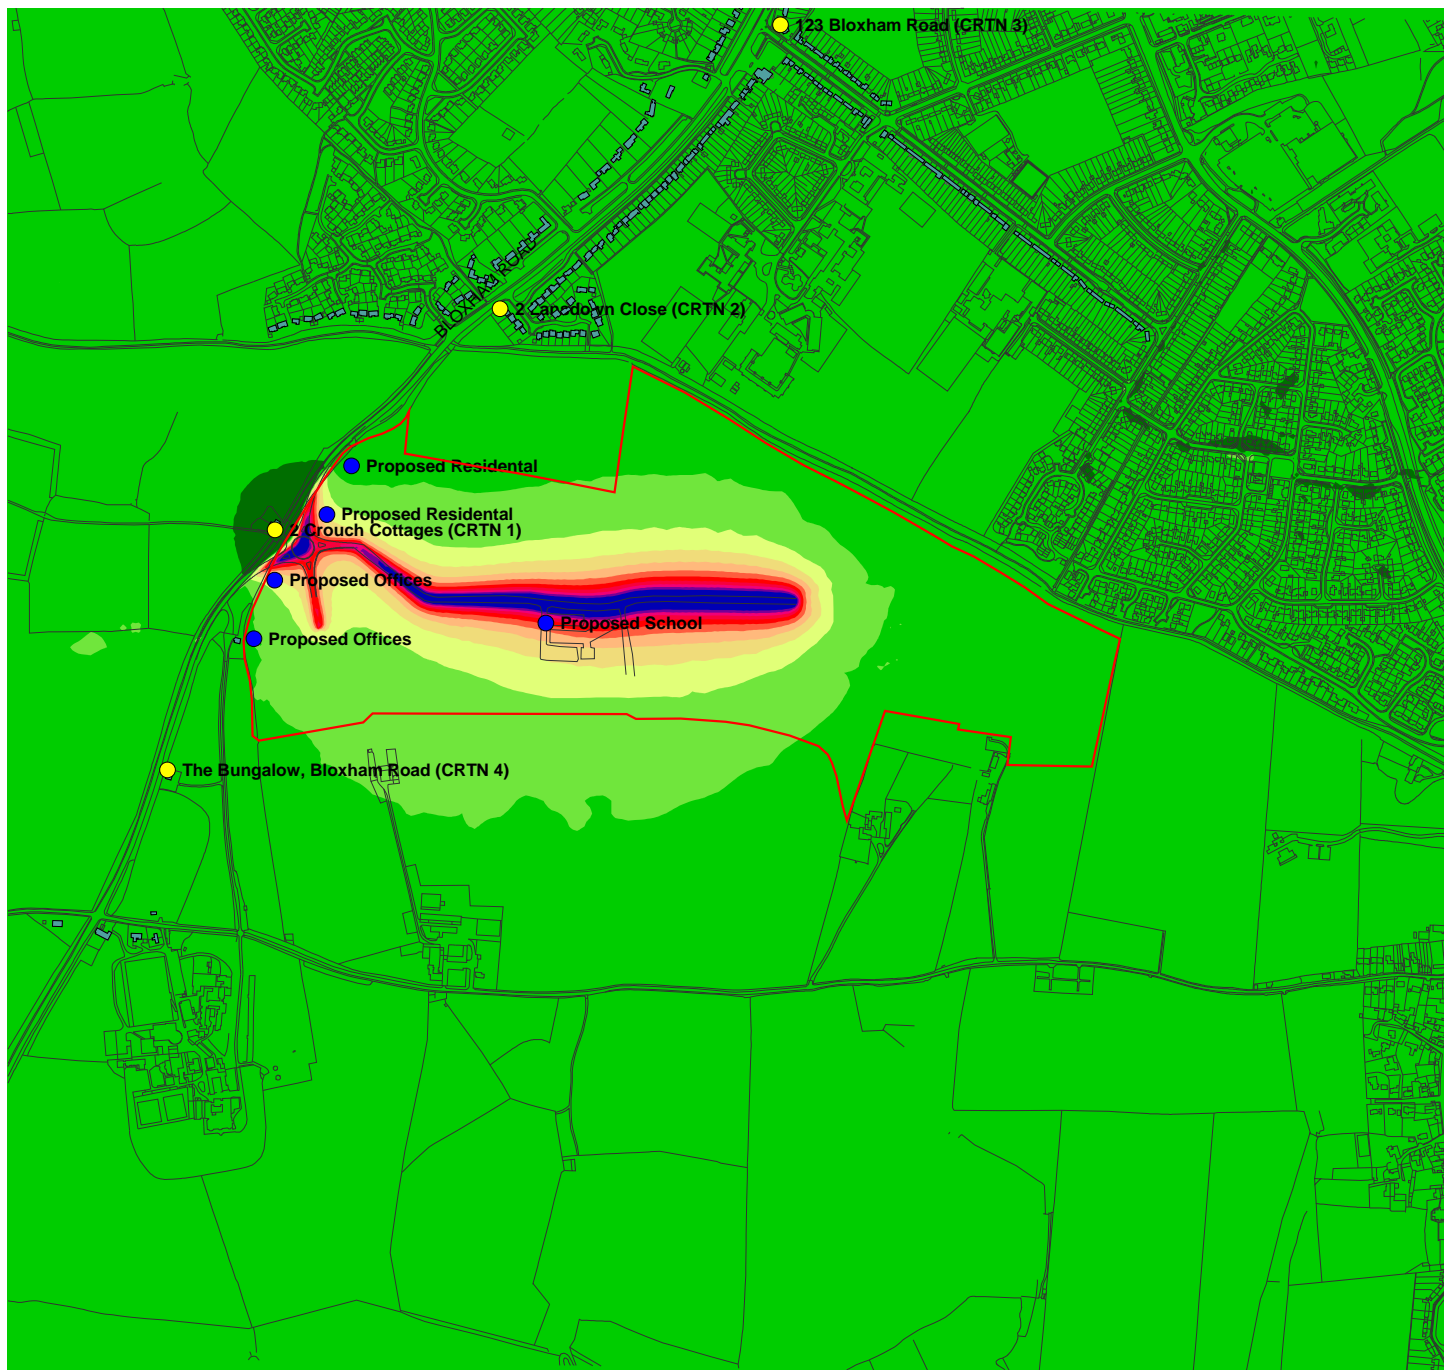 123 Bloxham Road (CRTN 3)
BLOXHAM ROAD
2 Lansdown Close (CRTN 2)
Proposed Residental
Proposed Residental
2 Crouch Cottages (CRTN 1)
Proposed Offices
Proposed School
Proposed Offices
The Bungalow, Bloxham Road (CRTN 4)